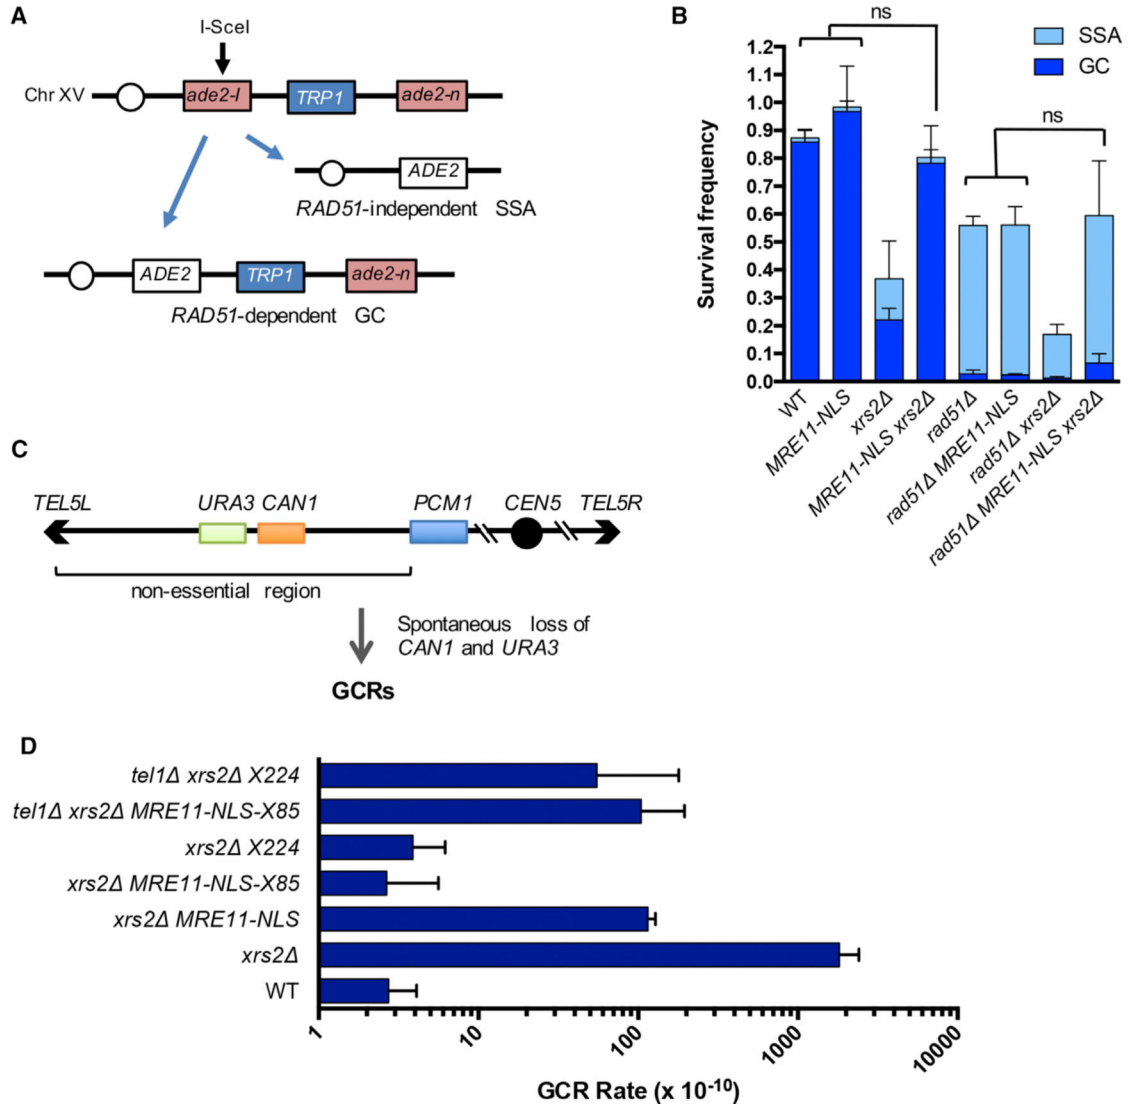 A
I-SceI
Chr XV
ade2-I
TRP1
ade2-n
ADE2
RAD51-independent SSA
ADE2
TRP1
ade2-n
RAD51-dependent GC
B
ns
SSA
GC
ns
Survival frequency
1.2
1.1
1.0
0.9
0.8
0.7
0.6
0.5
0.4
0.3
0.2
0.1
0.0
WT
MRE11-NLS
xrs2Δ
MRE11-NLS xrs2Δ
rad51Δ
rad51Δ MRE11-NLS
rad51Δ xrs2Δ
rad51Δ MRE11-NLS xrs2Δ
C
TEL5L
URA3 CAN1
PCM1
CEN5
TEL5R
non-essential region
Spontaneous loss of
CAN1 and URA3
GCRs
D
tel1Δ xrs2Δ X224
tel1Δ xrs2Δ MRE11-NLS-X85
xrs2Δ X224
xrs2Δ MRE11-NLS-X85
xrs2Δ MRE11-NLS
xrs2Δ
WT
1
10
100
1000
10000
GCR Rate (x 10⁻¹⁰)